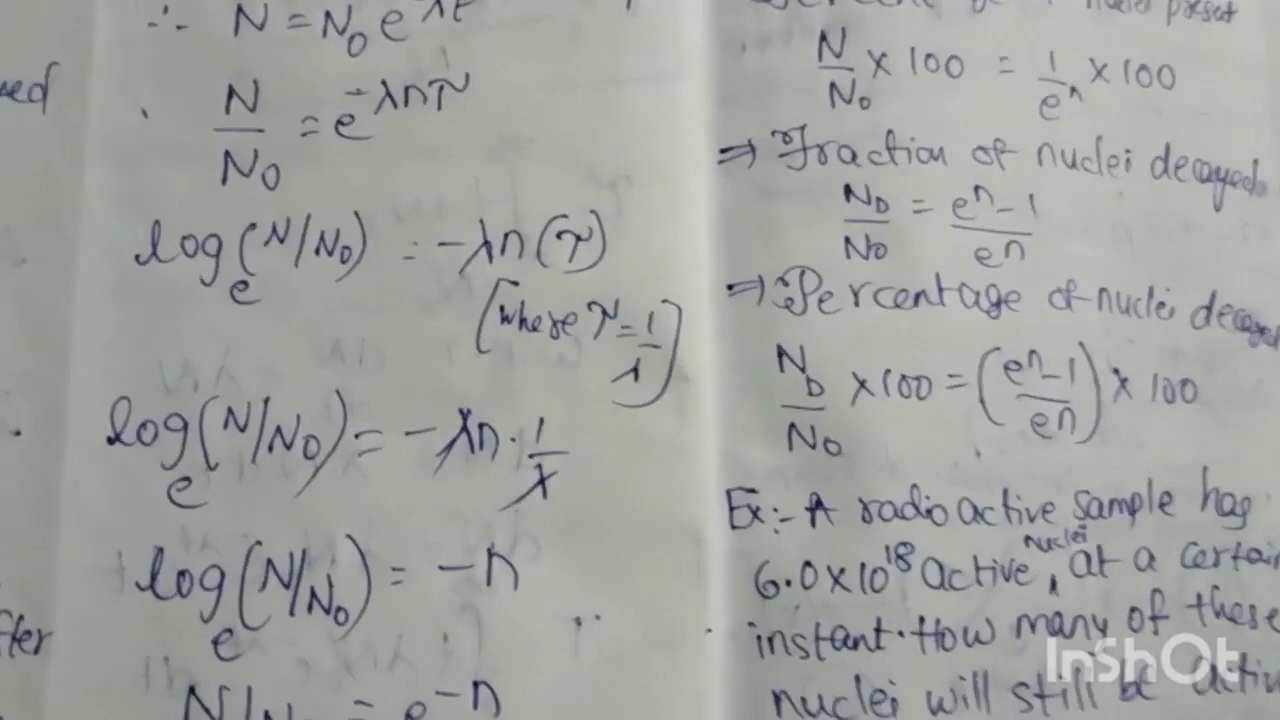 ∴ N = N₀ e^λt
N/N₀ = e^-λnτ
logₑ(N/N₀) = -λn(τ)
[where τ = 1/λ]
logₑ(N/N₀) = -λn · 1/λ
logₑ(N/N₀) = -n
= e^-n
nuclei present
N/N₀ × 100 = 1/eⁿ × 100
⇒ Fraction of nuclei decayed
N_D/N₀ = eⁿ-1/eⁿ
⇒ Percentage of nuclei decayed
N_D/N₀ × 100 = (eⁿ-1/eⁿ) × 100
Ex:- A radio active sample has
6.0×10¹⁸ active nuclei at a certain
instant. How many of these
nuclei will still be
InShOt